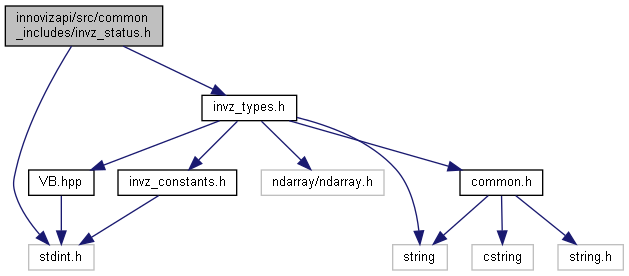 innovizapi/src/common
_includes/invz_status.h
invz_types.h
VB.hpp
invz_constants.h
ndarray/ndarray.h
common.h
stdint.h
string
cstring
string.h